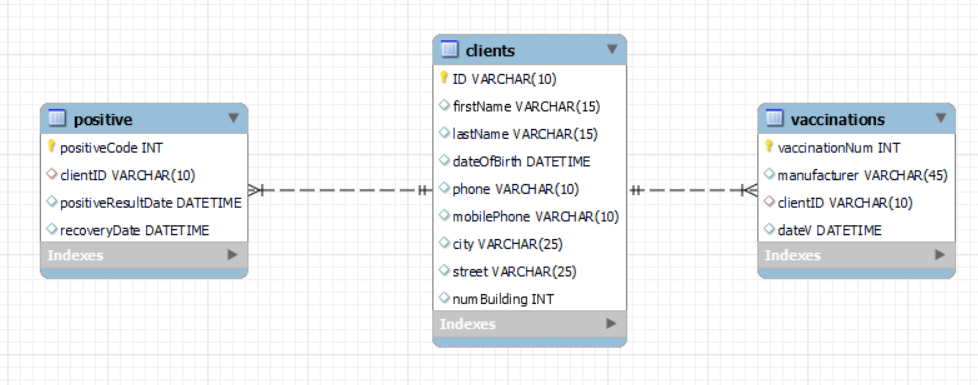 positive
positiveCode INT
clientID VARCHAR(10)
positiveResultDate DATETIME
recoveryDate DATETIME
Indexes
clients
ID VARCHAR(10)
firstName VARCHAR(15)
lastName VARCHAR(15)
dateOfBirth DATETIME
phone VARCHAR(10)
mobilePhone VARCHAR(10)
city VARCHAR(25)
street VARCHAR(25)
numBuilding INT
Indexes
vaccinations
vaccinationNum INT
manufacturer VARCHAR(45)
clientID VARCHAR(10)
dateV DATETIME
Indexes